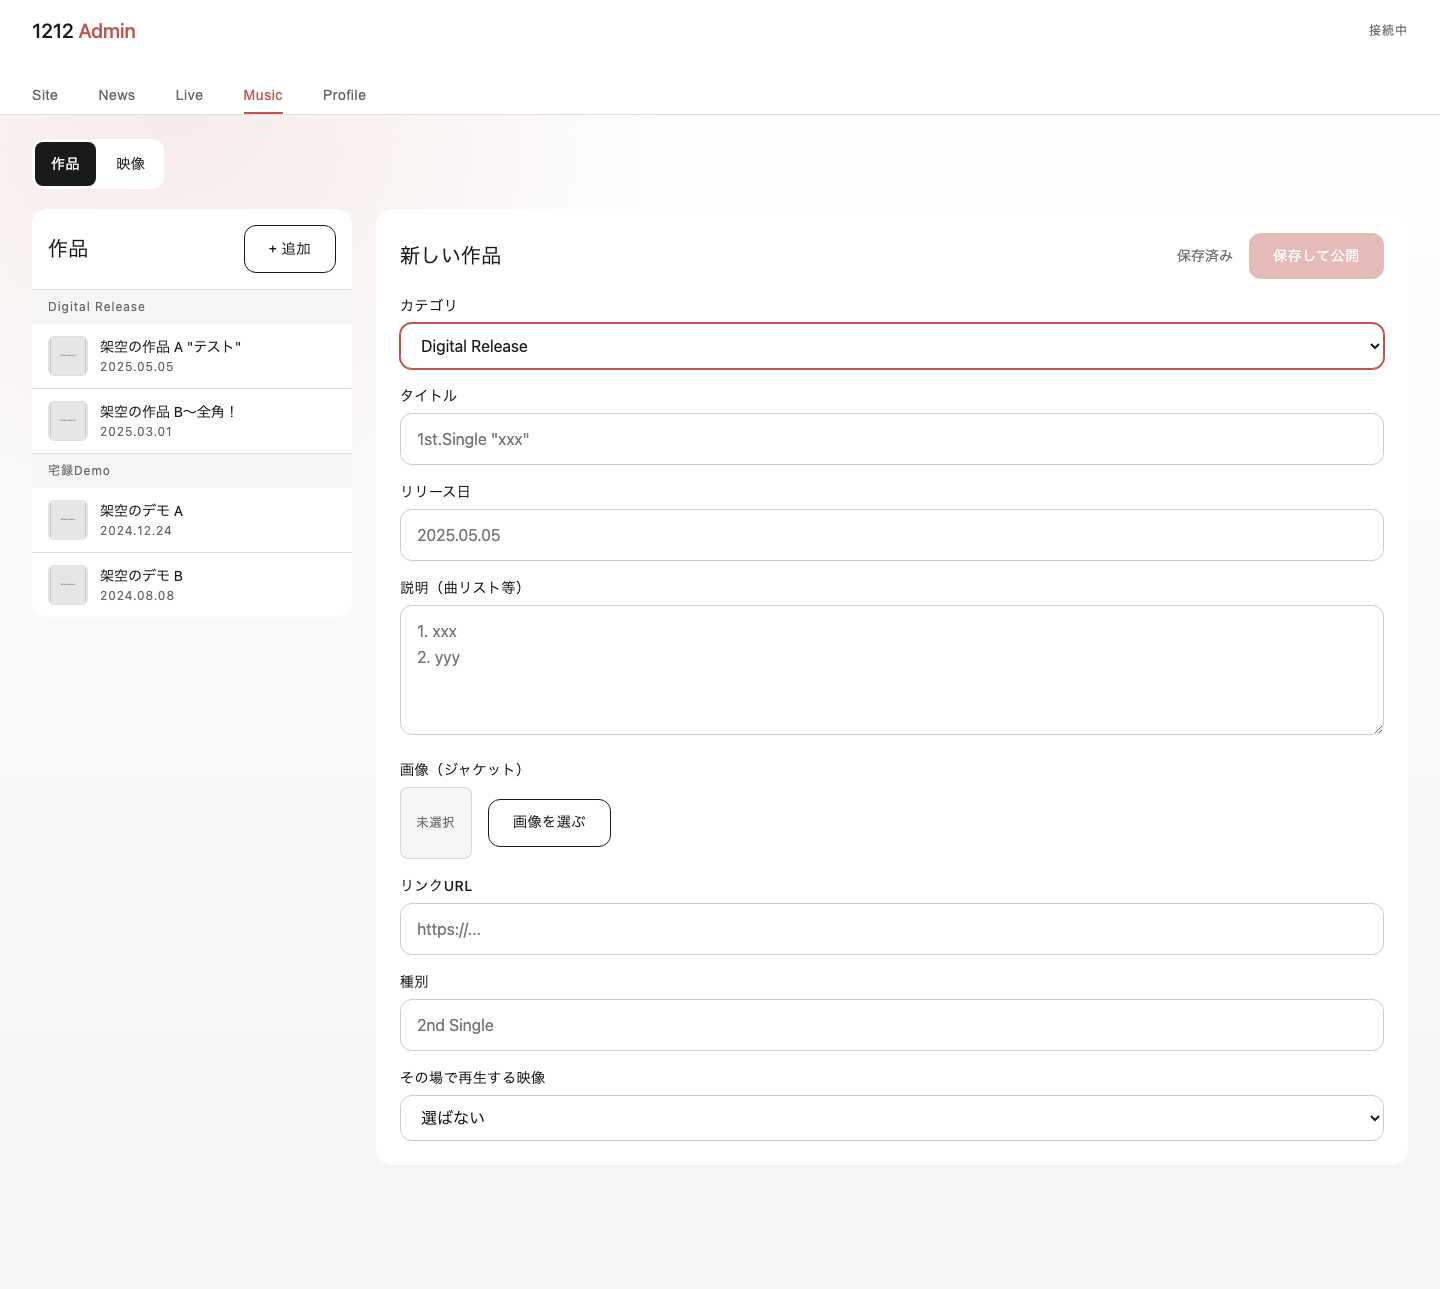 1212 Admin
接続中
Site
News
Live
Music
Profile
作品
映像
作品
+ 追加
Digital Release
架空の作品 A "テスト"
2025.05.05
架空の作品 B〜全角！
2025.03.01
宅録Demo
架空のデモ A
2024.12.24
架空のデモ B
2024.08.08
新しい作品
保存済み
保存して公開
カテゴリ
Digital Release
タイトル
1st.Single "xxx"
リリース日
2025.05.05
説明（曲リスト等）
1. xxx
2. yyy
画像（ジャケット）
未選択
画像を選ぶ
リンクURL
https://...
種別
2nd Single
その場で再生する映像
選ばない